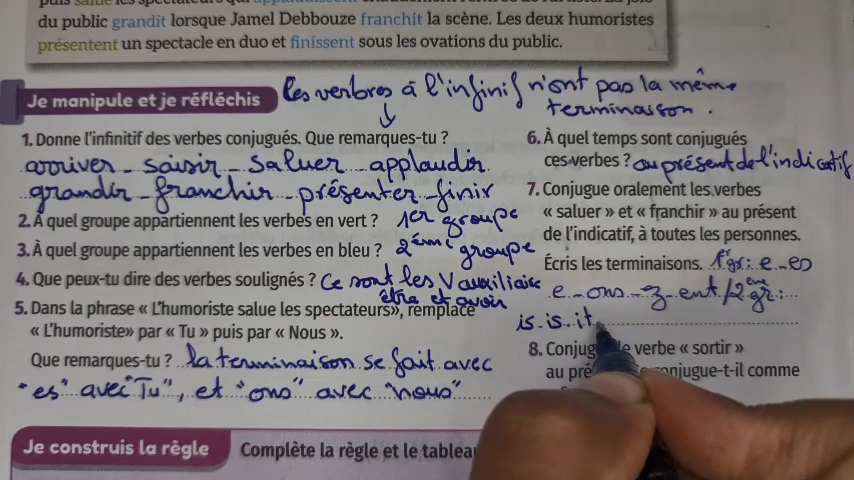 du public grandit lorsque Jamel Debbouze franchit la scène. Les deux humoristes
présentent un spectacle en duo et finissent sous les ovations du public.
Je manipule et je réfléchis
les verbres à l'infinif n'ont pas la même
terminaison.
1. Donne l'infinitif des verbes conjugués. Que remarques-tu ?
arriver - saisir - saluer - applaudir
grandir - franchir - présenter - finir
2. À quel groupe appartiennent les verbes en vert ? 1er groupe
3. À quel groupe appartiennent les verbes en bleu ? 2ème groupe
4. Que peux-tu dire des verbes soulignés ? Ce sont les V auxiliaire
être et avoir
5. Dans la phrase « L'humoriste salue les spectateurs», remplace
« L'humoriste» par « Tu » puis par « Nous ».
Que remarques-tu ? la terminaison se fait avec
"es" avec "Tu", et "ons" avec "nous"
6. À quel temps sont conjugués
ces verbes ? au présent de l'indicatif
7. Conjugue oralement les verbes
« saluer » et « franchir » au présent
de l'indicatif, à toutes les personnes.
Écris les terminaisons. 1er gr: e - es
e - ons - z - ent / 2ème gr:
is - is - it
8. verbe « sortir »
au conjugue-t-il comme
Je construis la règle
Complète la règle et le tableau